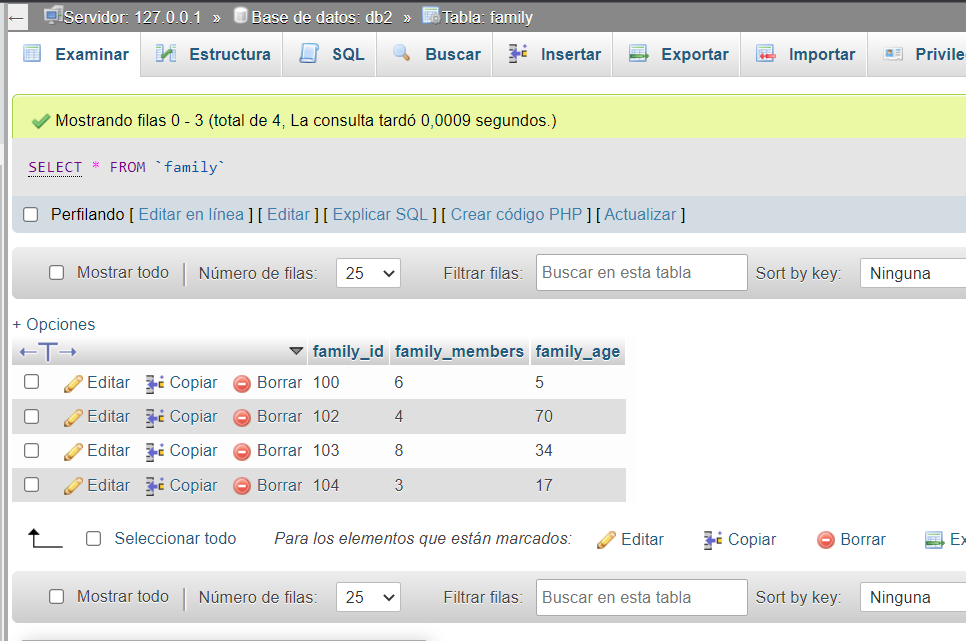 Servidor: 127.0.0.1 » Base de datos: db2 » Tabla: family
Examinar Estructura SQL Buscar Insertar Exportar Importar
Mostrando filas 0 - 3 (total de 4, La consulta tardó 0,0009 segundos.)
SELECT * FROM `family`
Perfilando [ Editar en línea ] [ Editar ] [ Explicar SQL ] [ Crear código PHP ] [ Actualizar ]
Mostrar todo | Número de filas: 25 Filtrar filas: Buscar en esta tabla Sort by key: Ninguna
+ Opciones
←T→ family_id family_members family_age
Editar Copiar Borrar 100 6 5
Editar Copiar Borrar 102 4 70
Editar Copiar Borrar 103 8 34
Editar Copiar Borrar 104 3 17
Seleccionar todo Para los elementos que están marcados: Editar Copiar Borrar
Mostrar todo | Número de filas: 25 Filtrar filas: Buscar en esta tabla Sort by key: Ninguna